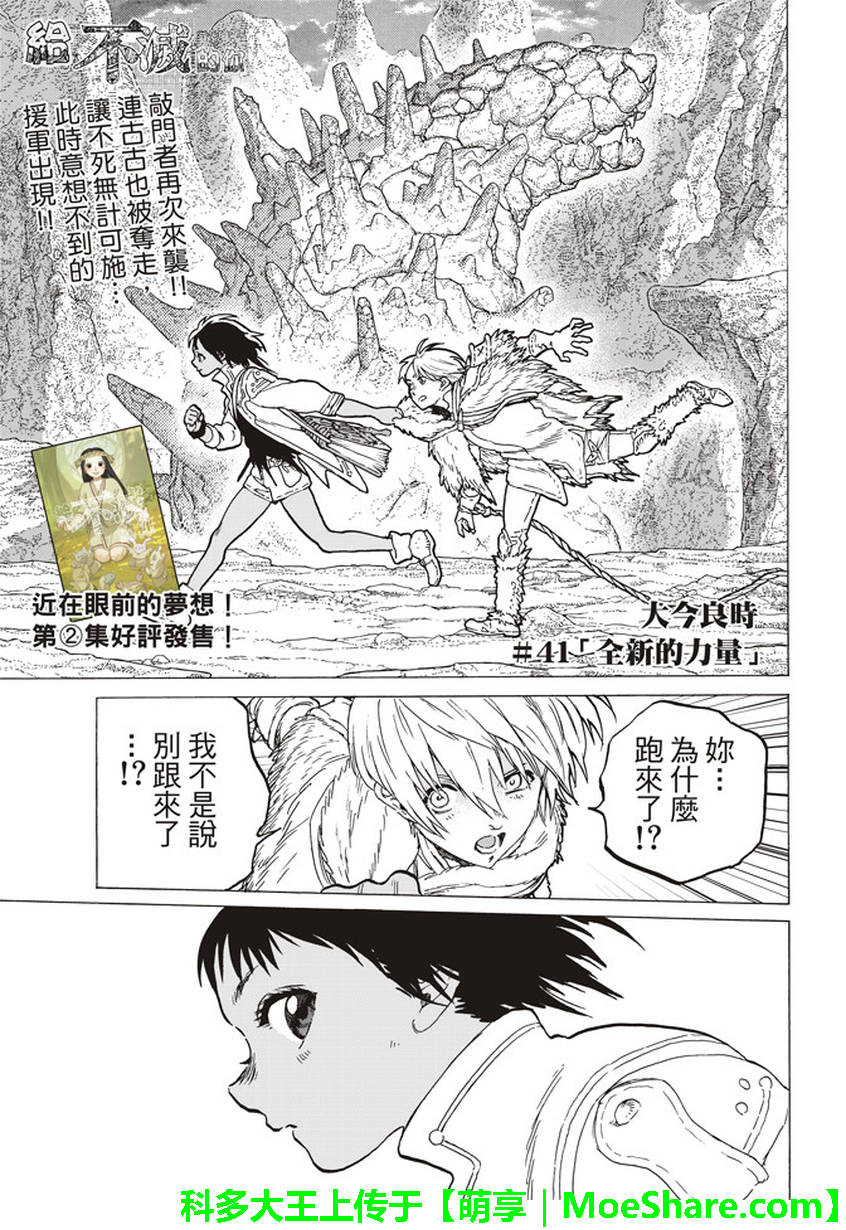 給不滅的你
敲門者再次來襲!!
連古古也被奪走，
讓不死無計可施…
此時意想不到的
援軍出現!!
近在眼前的夢想！
第②集好評發售！
大今良時
#41「全新的力量」
妳…
為什麼
跑來了!?
我不是說
別跟來了
…!?
科多大王上传于【萌享｜MoeShare.com】